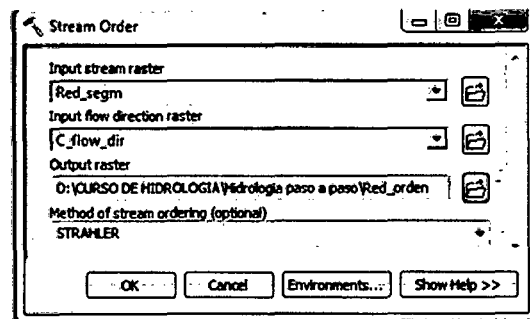 Stream Order
Input stream raster
Red_segm
Input flow direction raster
C_flow_dir
Output raster
D:\CURSO DE HIDROLOGIA\Hidrologia paso a paso\Red_orden
Method of stream ordering (optional)
STRAHLER
OK Cancel Environments... Show Help >>